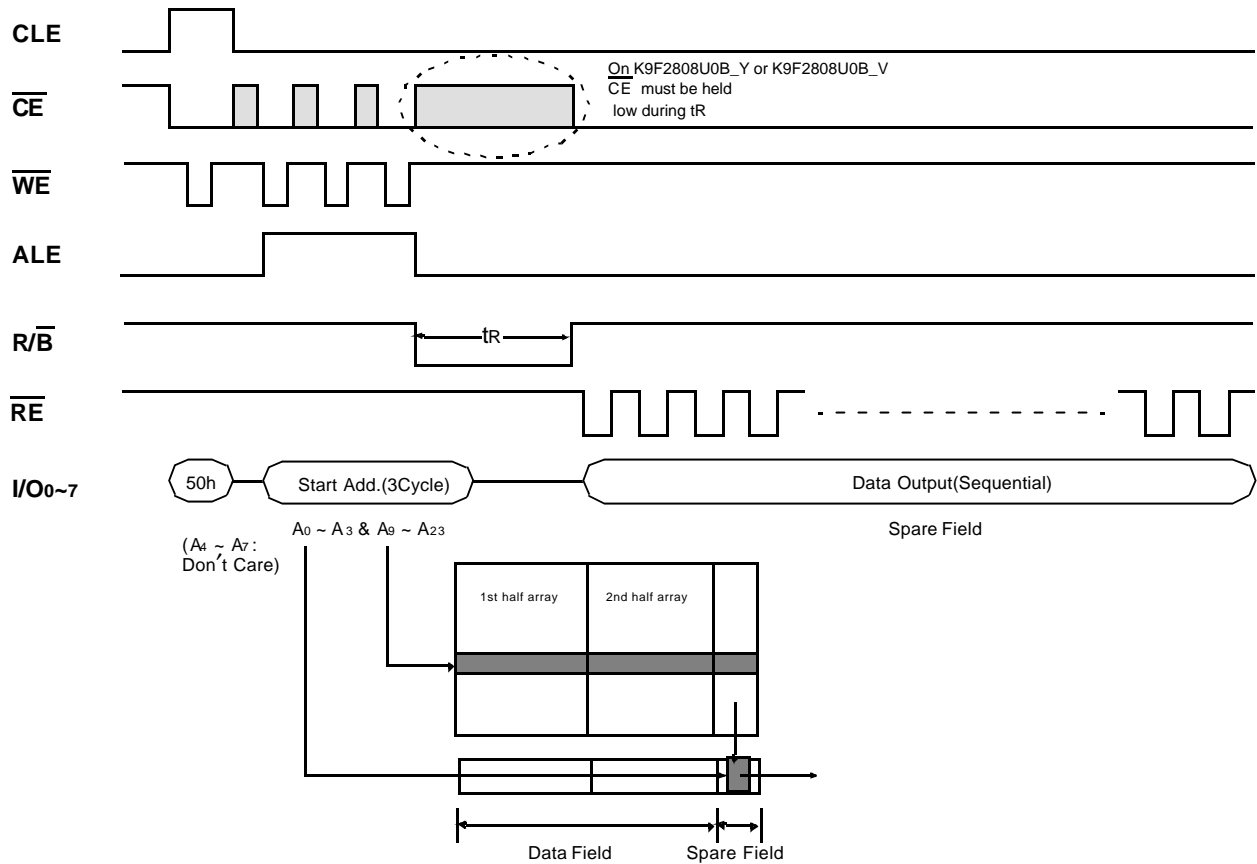 CLE
On K9F2808U0B_Y or K9F2808U0B_V
CE must be held
low during tR
CE
WE
ALE
R/B
tR
RE
I/O0~7
50h
Start Add.(3Cycle)
Data Output(Sequential)
A0 ~ A3 & A9 ~ A23
Spare Field
(A4 ~ A7:
Don't Care)
1st half array
2nd half array
Data Field
Spare Field